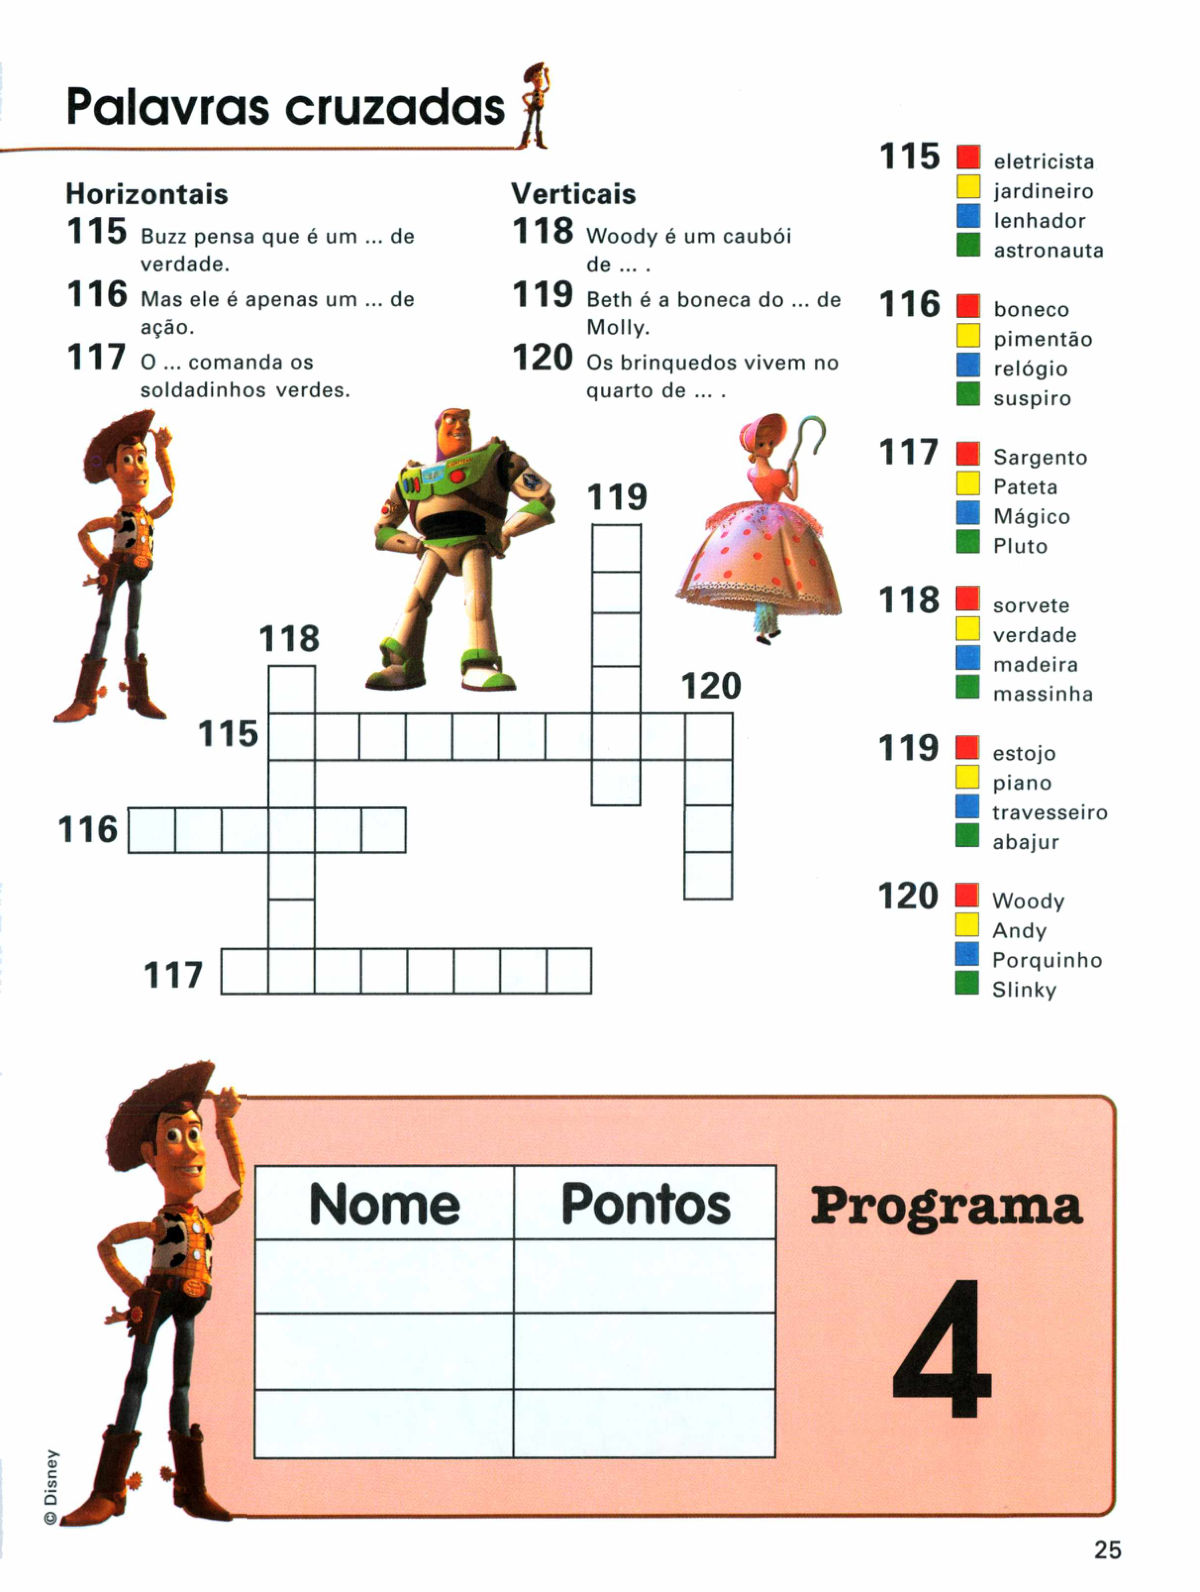 Palavras cruzadas
Horizontais
115 Buzz pensa que é um ... de
verdade.
116 Mas ele é apenas um ... de
ação.
117 O ... comanda os
soldadinhos verdes.
Verticais
118 Woody é um caubói
de ... .
119 Beth é a boneca do ... de
Molly.
120 Os brinquedos vivem no
quarto de ... .
115 eletricista
jardineiro
lenhador
astronauta
116 boneco
pimentão
relógio
suspiro
117 Sargento
Pateta
Mágico
Pluto
118 sorvete
verdade
madeira
massinha
119 estojo
piano
travesseiro
abajur
120 Woody
Andy
Porquinho
Slinky
119
118
120
115
116
117
Nome Pontos
Programa
4
© Disney
25